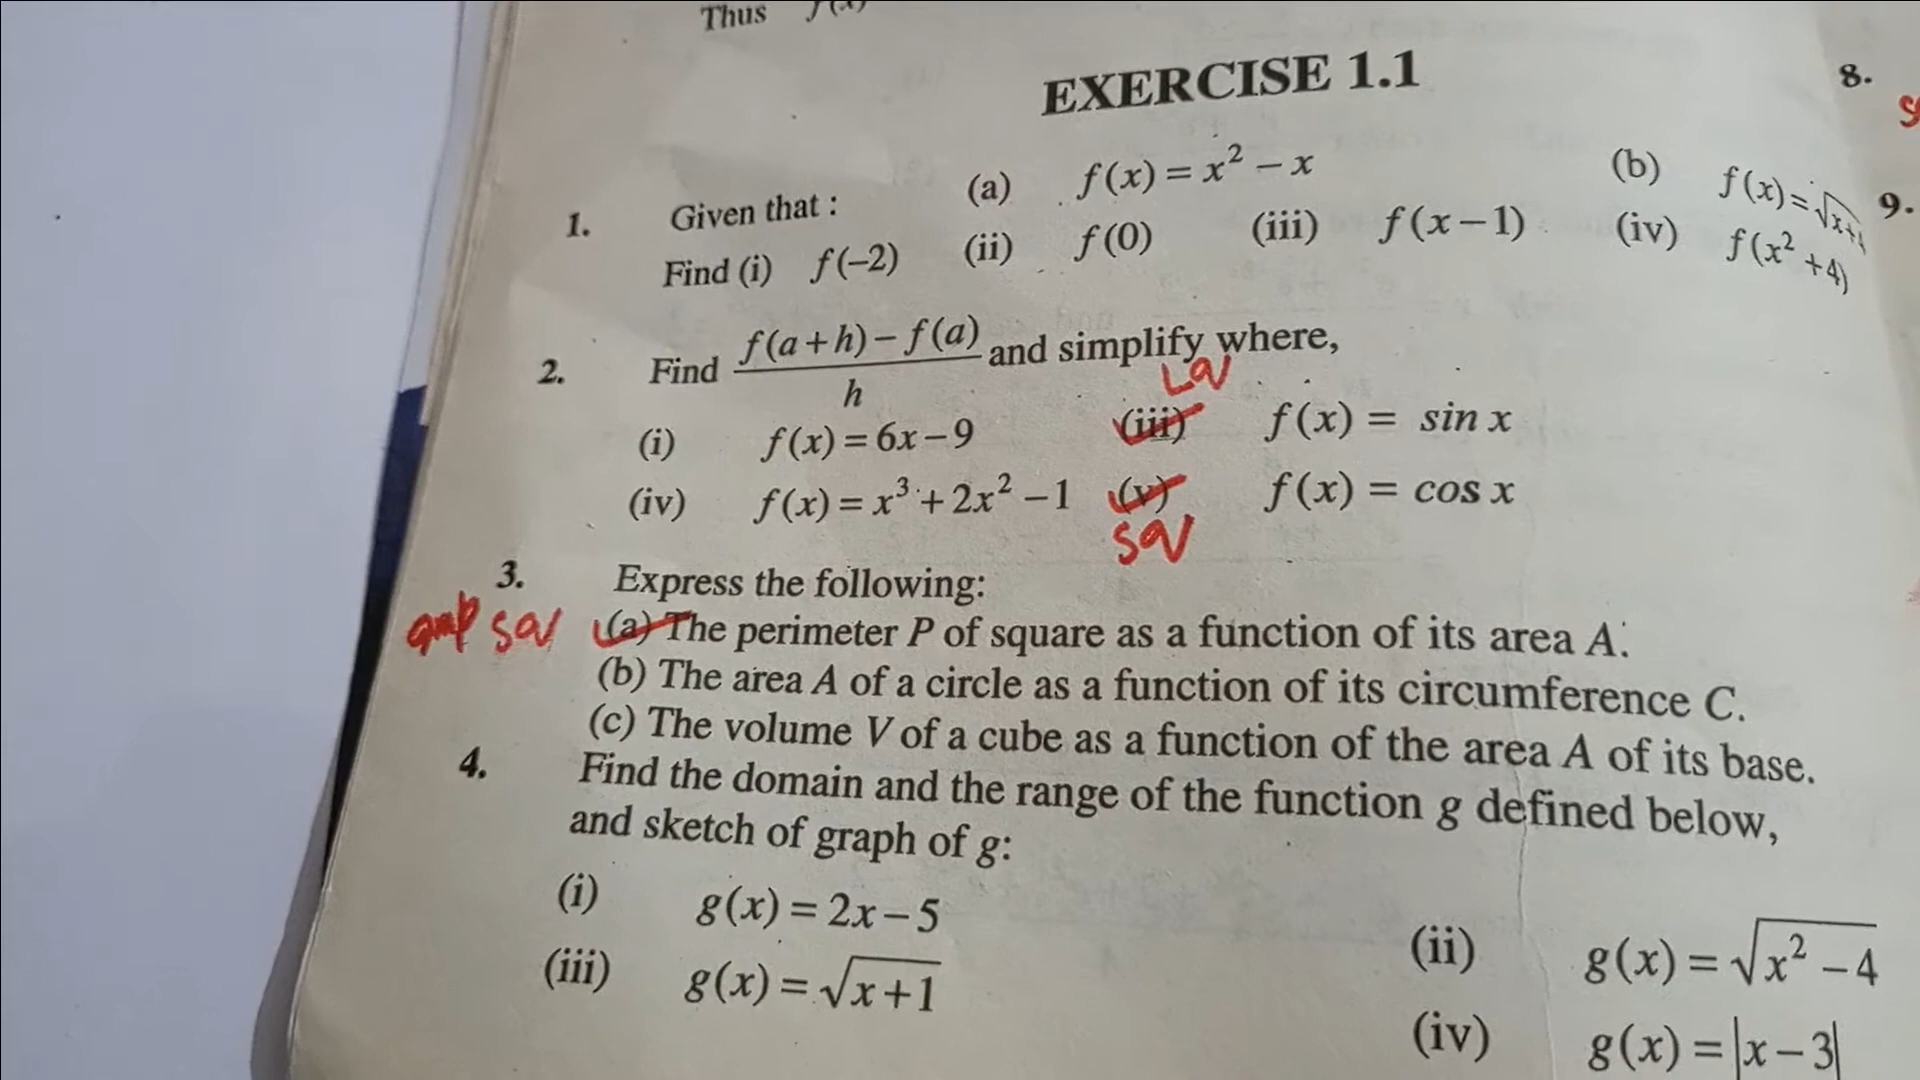 Thus f(x)
EXERCISE 1.1
8.
1. Given that : (a) f(x) = x² − x (b) f(x) = √x+1
9.
Find (i) f(−2) (ii) f(0) (iii) f(x−1) (iv) f(x² +4)
2. Find f(a+h) − f(a) / h and simplify where,
LQ
(i) f(x) = 6x − 9 (iii) f(x) = sin x
(iv) f(x) = x³ + 2x² − 1 (v) f(x) = cos x
SQ
3. Express the following:
imp SQ (a) The perimeter P of square as a function of its area A.
(b) The area A of a circle as a function of its circumference C.
(c) The volume V of a cube as a function of the area A of its base.
4. Find the domain and the range of the function g defined below,
and sketch of graph of g:
(i) g(x) = 2x − 5 (ii) g(x) = √x² − 4
(iii) g(x) = √x+1 (iv) g(x) = |x − 3|